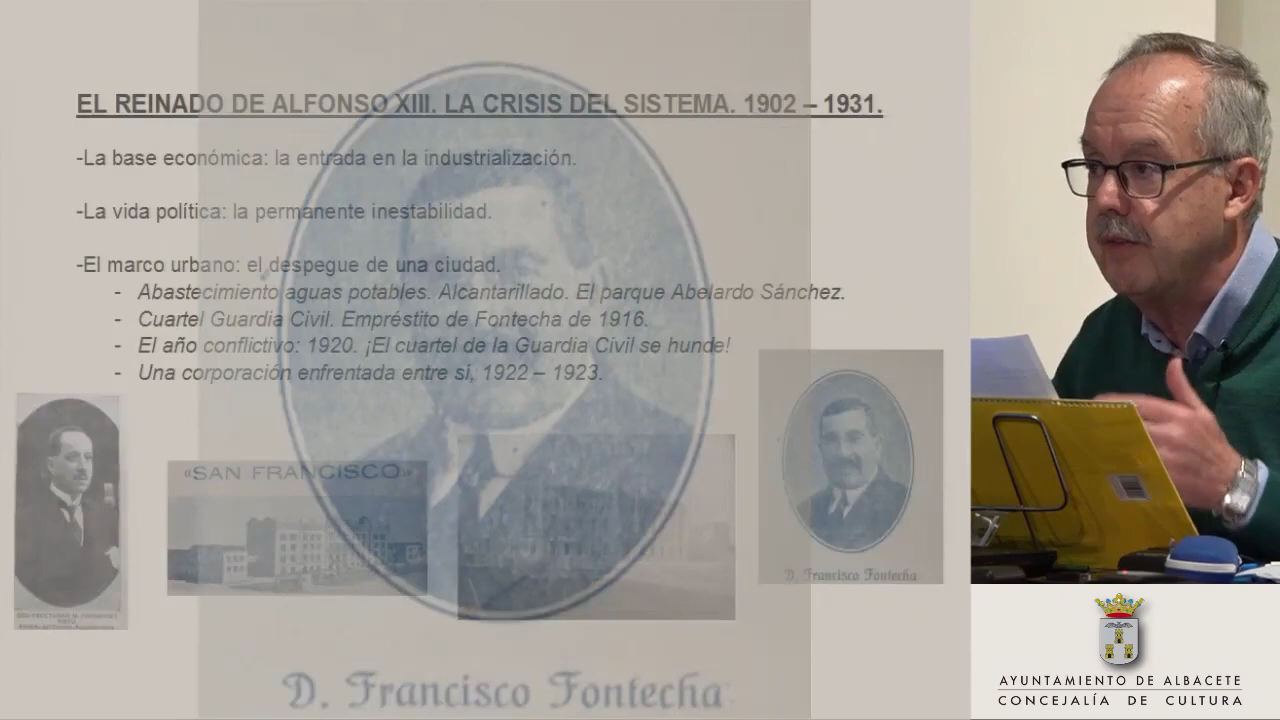 EL REINADO DE ALFONSO XIII. LA CRISIS DEL SISTEMA. 1902 – 1931.
-La base económica: la entrada en la industrialización.
-La vida política: la permanente inestabilidad.
-El marco urbano: el despegue de una ciudad.
- Abastecimiento aguas potables. Alcantarillado. El parque Abelardo Sánchez.
- Cuartel Guardia Civil. Empréstito de Fontecha de 1916.
- El año conflictivo: 1920. ¡El cuartel de la Guardia Civil se hunde!
- Una corporación enfrentada entre sí, 1922 – 1923.
«SAN FRANCISCO»
D. Francisco Fontecha
D. Francisco Fontecha
AYUNTAMIENTO DE ALBACETE
CONCEJALÍA DE CULTURA